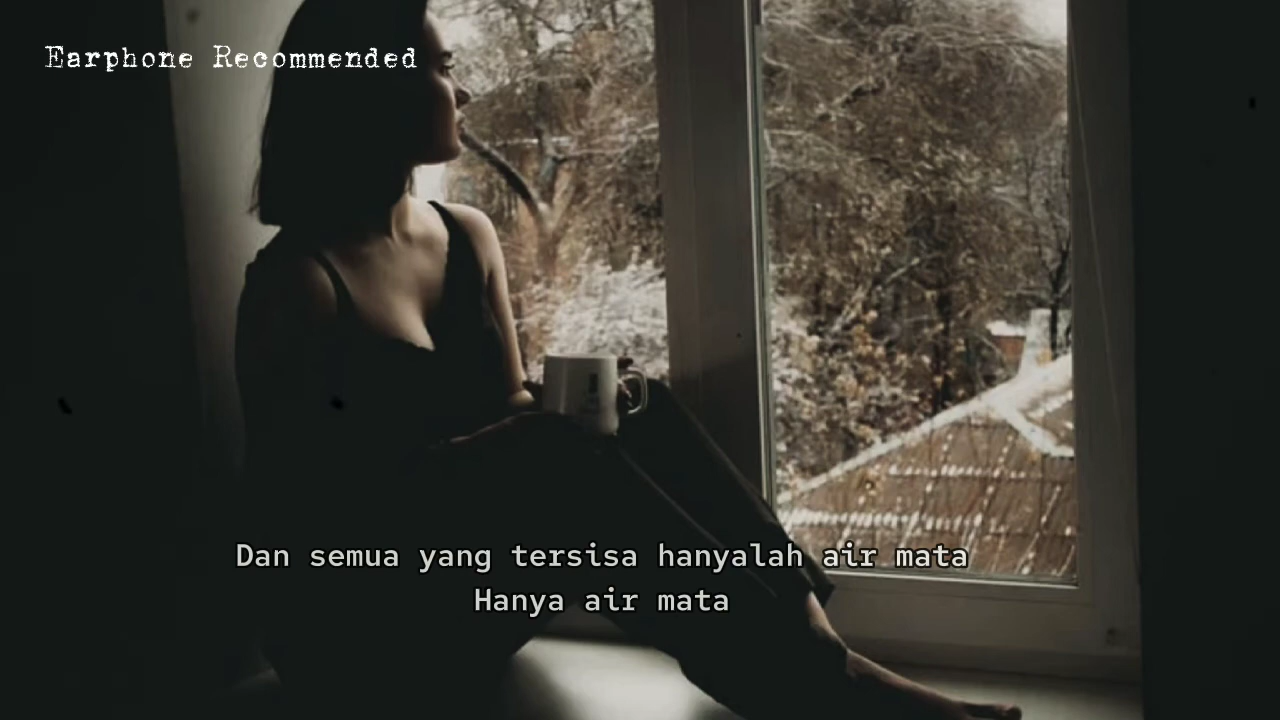 Earphone Recommended
Dan semua yang tersisa hanyalah air mata
Hanya air mata